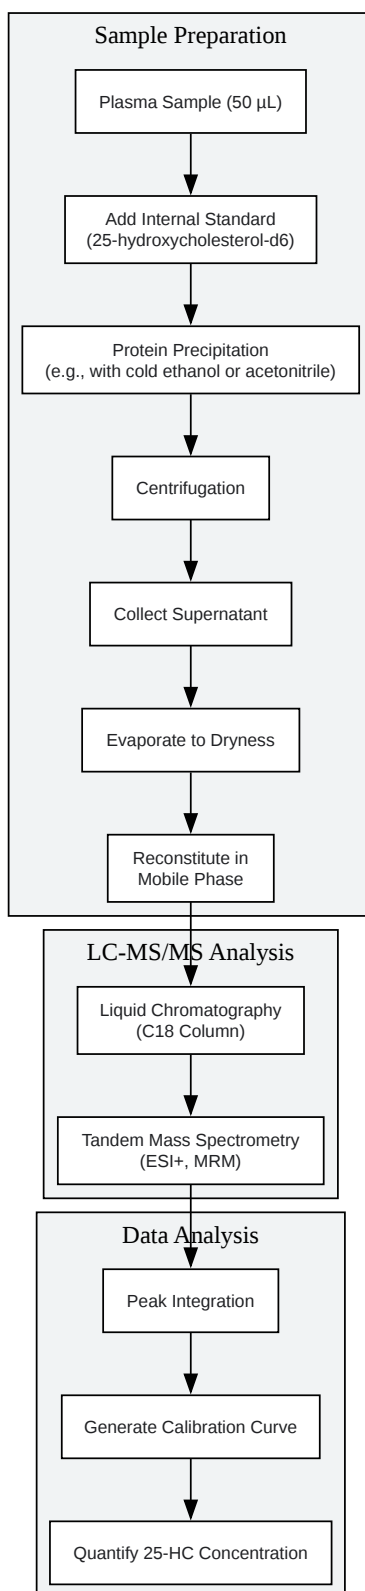 Sample Preparation
Plasma Sample (50 µL)
Add Internal Standard
(25-hydroxycholesterol-d6)
Protein Precipitation
(e.g., with cold ethanol or acetonitrile)
Centrifugation
Collect Supernatant
Evaporate to Dryness
Reconstitute in
Mobile Phase
LC-MS/MS Analysis
Liquid Chromatography
(C18 Column)
Tandem Mass Spectrometry
(ESI+, MRM)
Data Analysis
Peak Integration
Generate Calibration Curve
Quantify 25-HC Concentration